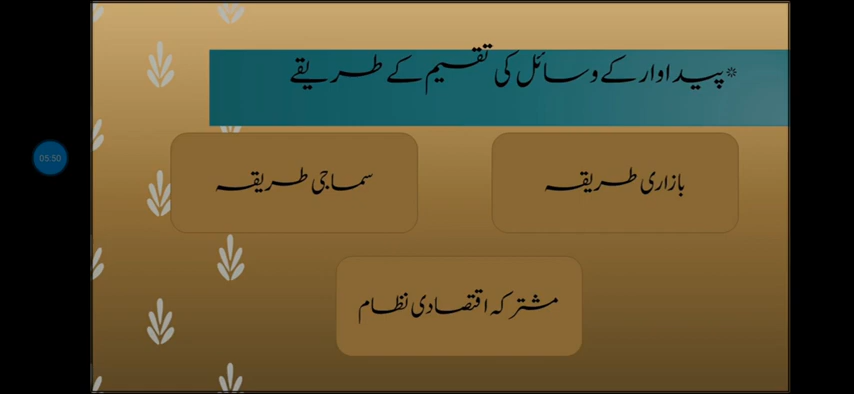 *پیداوار کے وسائل کی تقسیم کے طریقے
بازاری طریقہ
سماجی طریقہ
مشترکہ اقتصادی نظام
05:50